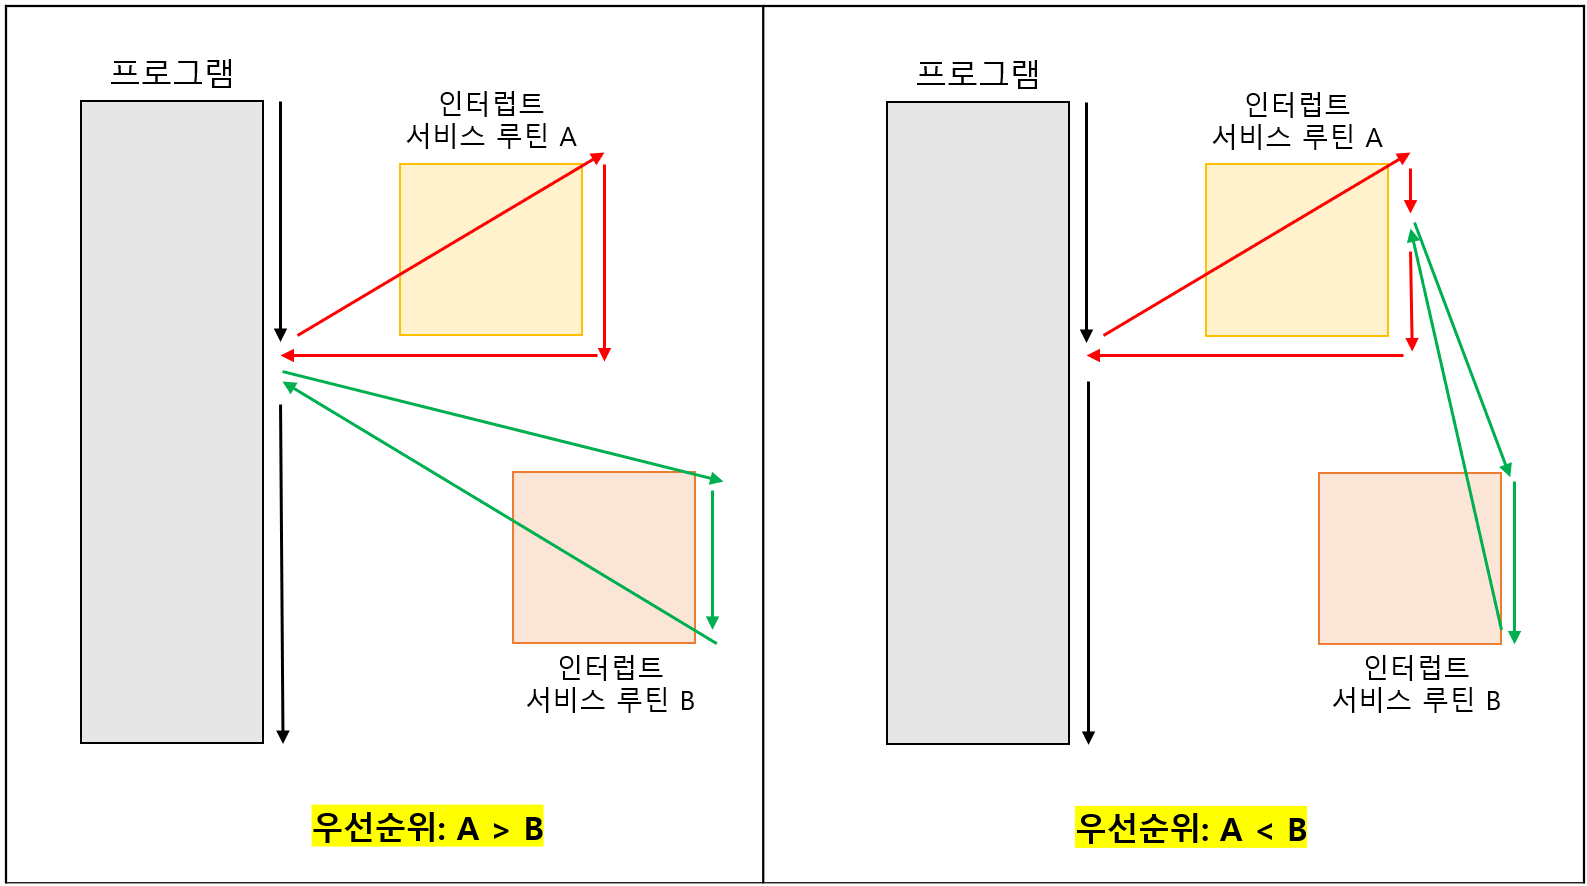 프로그램
인터럽트
서비스 루틴 A
인터럽트
서비스 루틴 B
우선순위: A > B
프로그램
인터럽트
서비스 루틴 A
인터럽트
서비스 루틴 B
우선순위: A < B